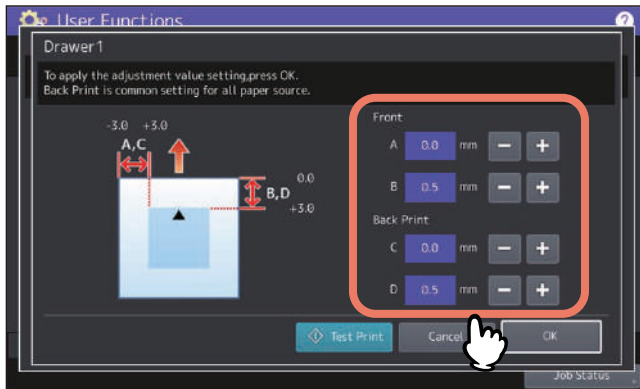 User Functions
?
Drawer1
To apply the adjustment value setting,press OK.
Back Print is common setting for all paper source.
-3.0 +3.0
A,C
0.0
B,D
+3.0
Front
A 0.0 mm − +
B 0.5 mm − +
Back Print
C 0.0 mm − +
D 0.5 mm − +
Test Print
Cancel
OK
Job Status